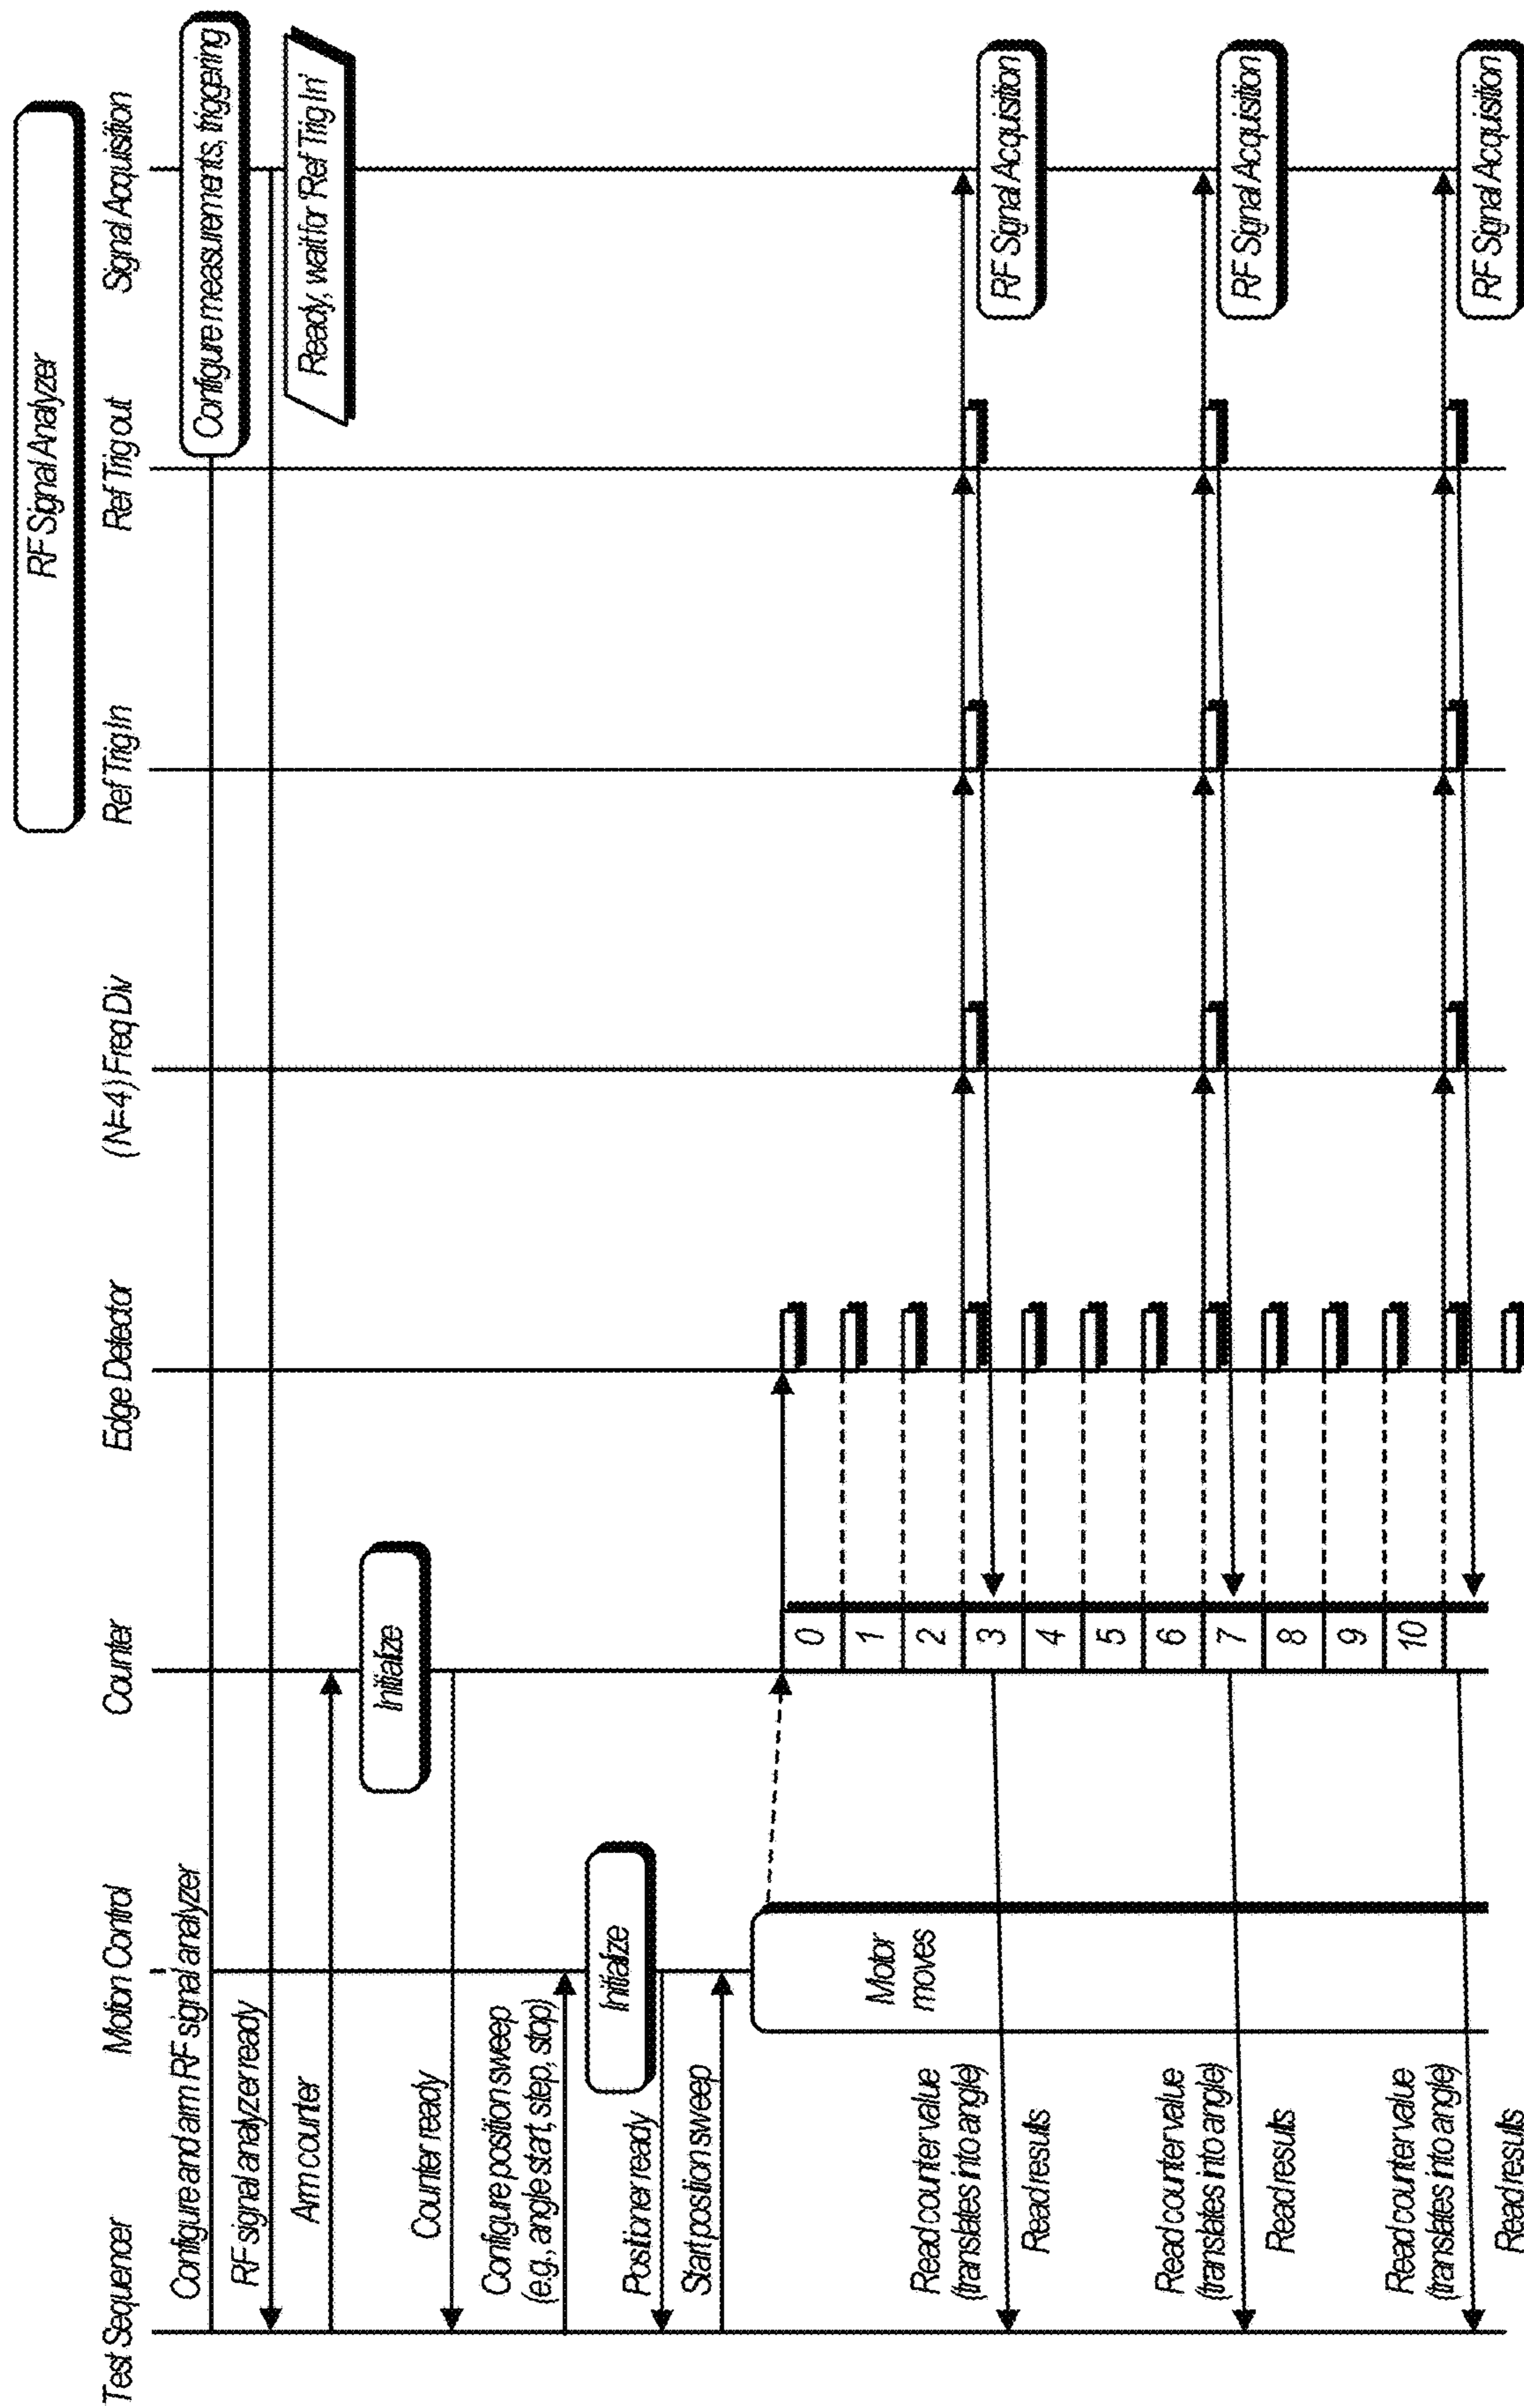 RF Signal Analyzer
Test Sequencer
Motion Control
Counter
Edge Detector
(N=4) Freq Div
Ref Trig In
Ref Trig out
Signal Acquisition
Configure and arm RF signal analyzer
Configure measurements, triggering
RF signal analyzer ready
Ready, wait for 'Ref Trig In'
Arm counter
Initialize
Counter ready
Configure position sweep
(e.g., angle start, step, stop)
Initialize
Positioner ready
Start position sweep
Motor
moves
0
1
2
3
4
5
6
7
8
9
10
Read counter value
(translates into angle)
RF Signal Acquisition
Read results
Read counter value
(translates into angle)
RF Signal Acquisition
Read results
Read counter value
(translates into angle)
RF Signal Acquisition
Read results